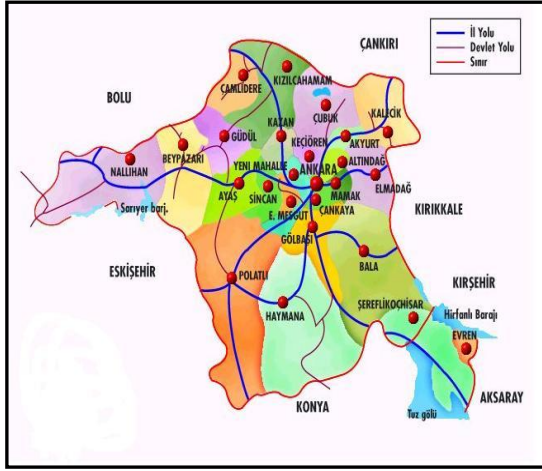 ÇANKIRI
İl Yolu
Devlet Yolu
Sınır
KIZILCAHAMAM
ÇAMLIDERE
BOLU
ÇUBUK
KALECİK
KAZAN
GÜDÜL
KEÇİÖREN
AKYURT
BEYPAZARI
NALLIHAN
YENİ MAHALLE
ANKARA
ALTINDAĞ
ELMADAĞ
MAMAK
AYAŞ
SİNCAN
Sarıyer barj.
E. MESGUT
ÇANKAYA
KIRIKKALE
GÖLBAŞI
ESKİŞEHİR
BALA
POLATLI
KIRŞEHİR
HAYMANA
ŞEREFLİKOÇHİSAR
Hirfanlı Barajı
EVREN
KONYA
AKSARAY
Tuz gölü